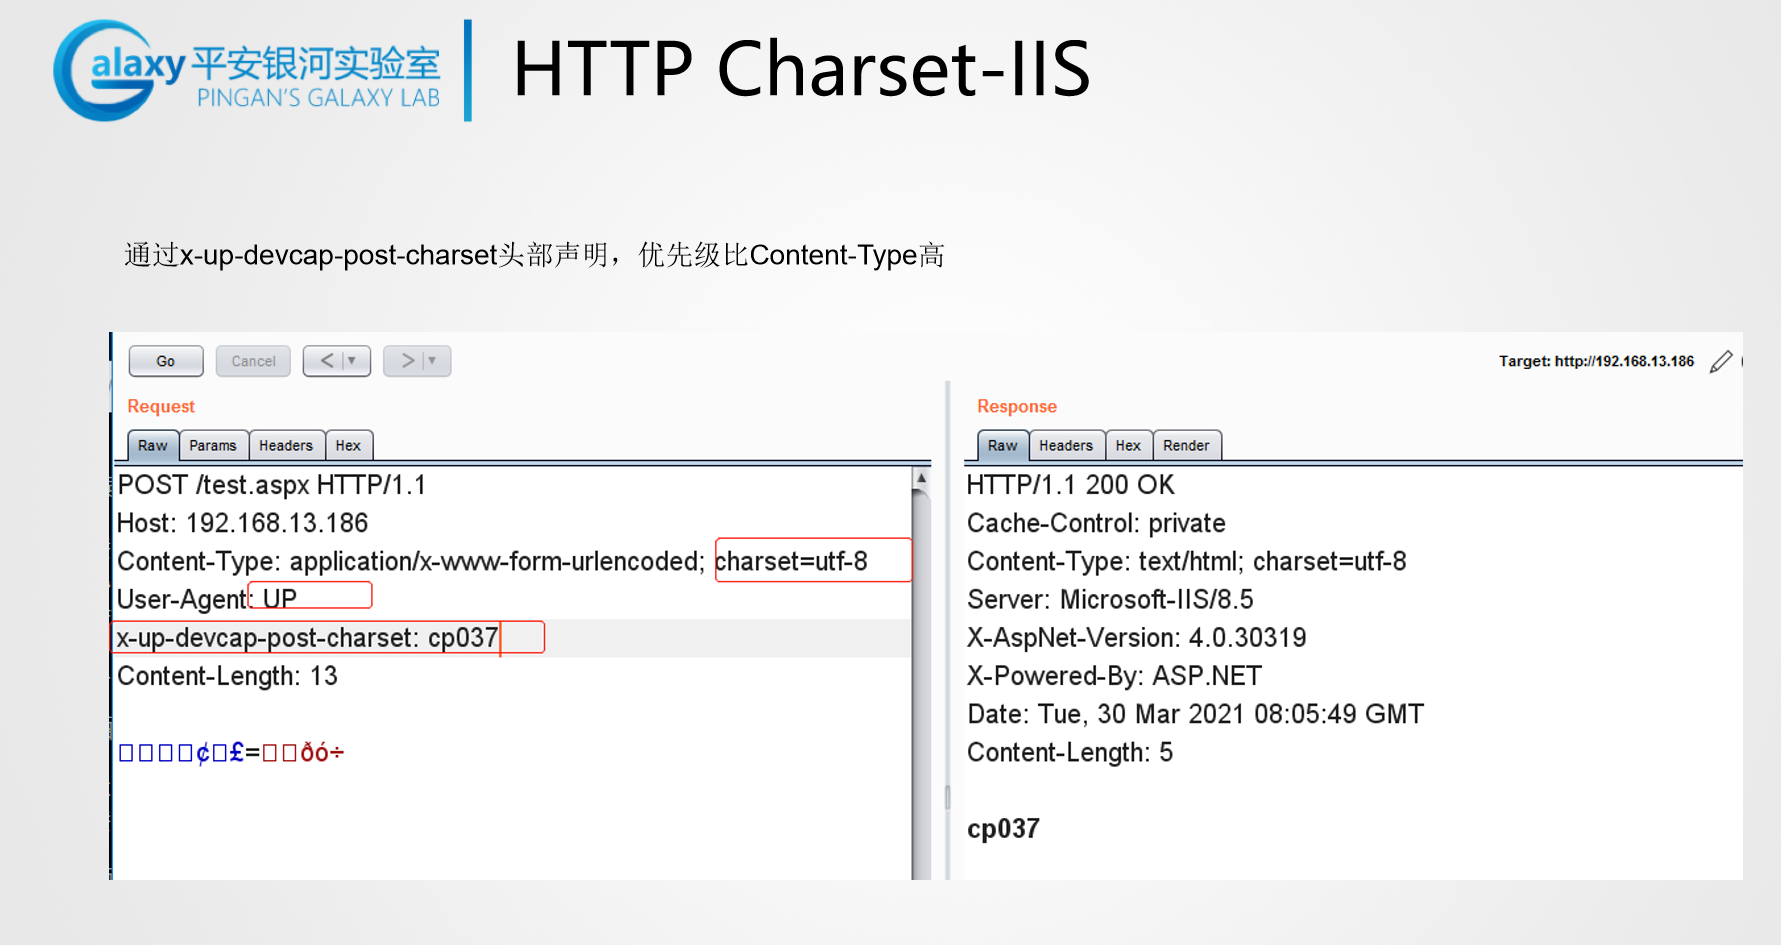 Galaxy 平安银河实验室
PINGAN'S GALAXY LAB
HTTP Charset-IIS
通过x-up-devcap-post-charset头部声明，优先级比Content-Type高
Go Cancel < ▼ > ▼
Target: http://192.168.13.186
Request
Raw Params Headers Hex
POST /test.aspx HTTP/1.1
Host: 192.168.13.186
Content-Type: application/x-www-form-urlencoded; charset=utf-8
User-Agent: UP
x-up-devcap-post-charset: cp037
Content-Length: 13
□□□□¢□£=□□ðó÷
Response
Raw Headers Hex Render
HTTP/1.1 200 OK
Cache-Control: private
Content-Type: text/html; charset=utf-8
Server: Microsoft-IIS/8.5
X-AspNet-Version: 4.0.30319
X-Powered-By: ASP.NET
Date: Tue, 30 Mar 2021 08:05:49 GMT
Content-Length: 5
cp037